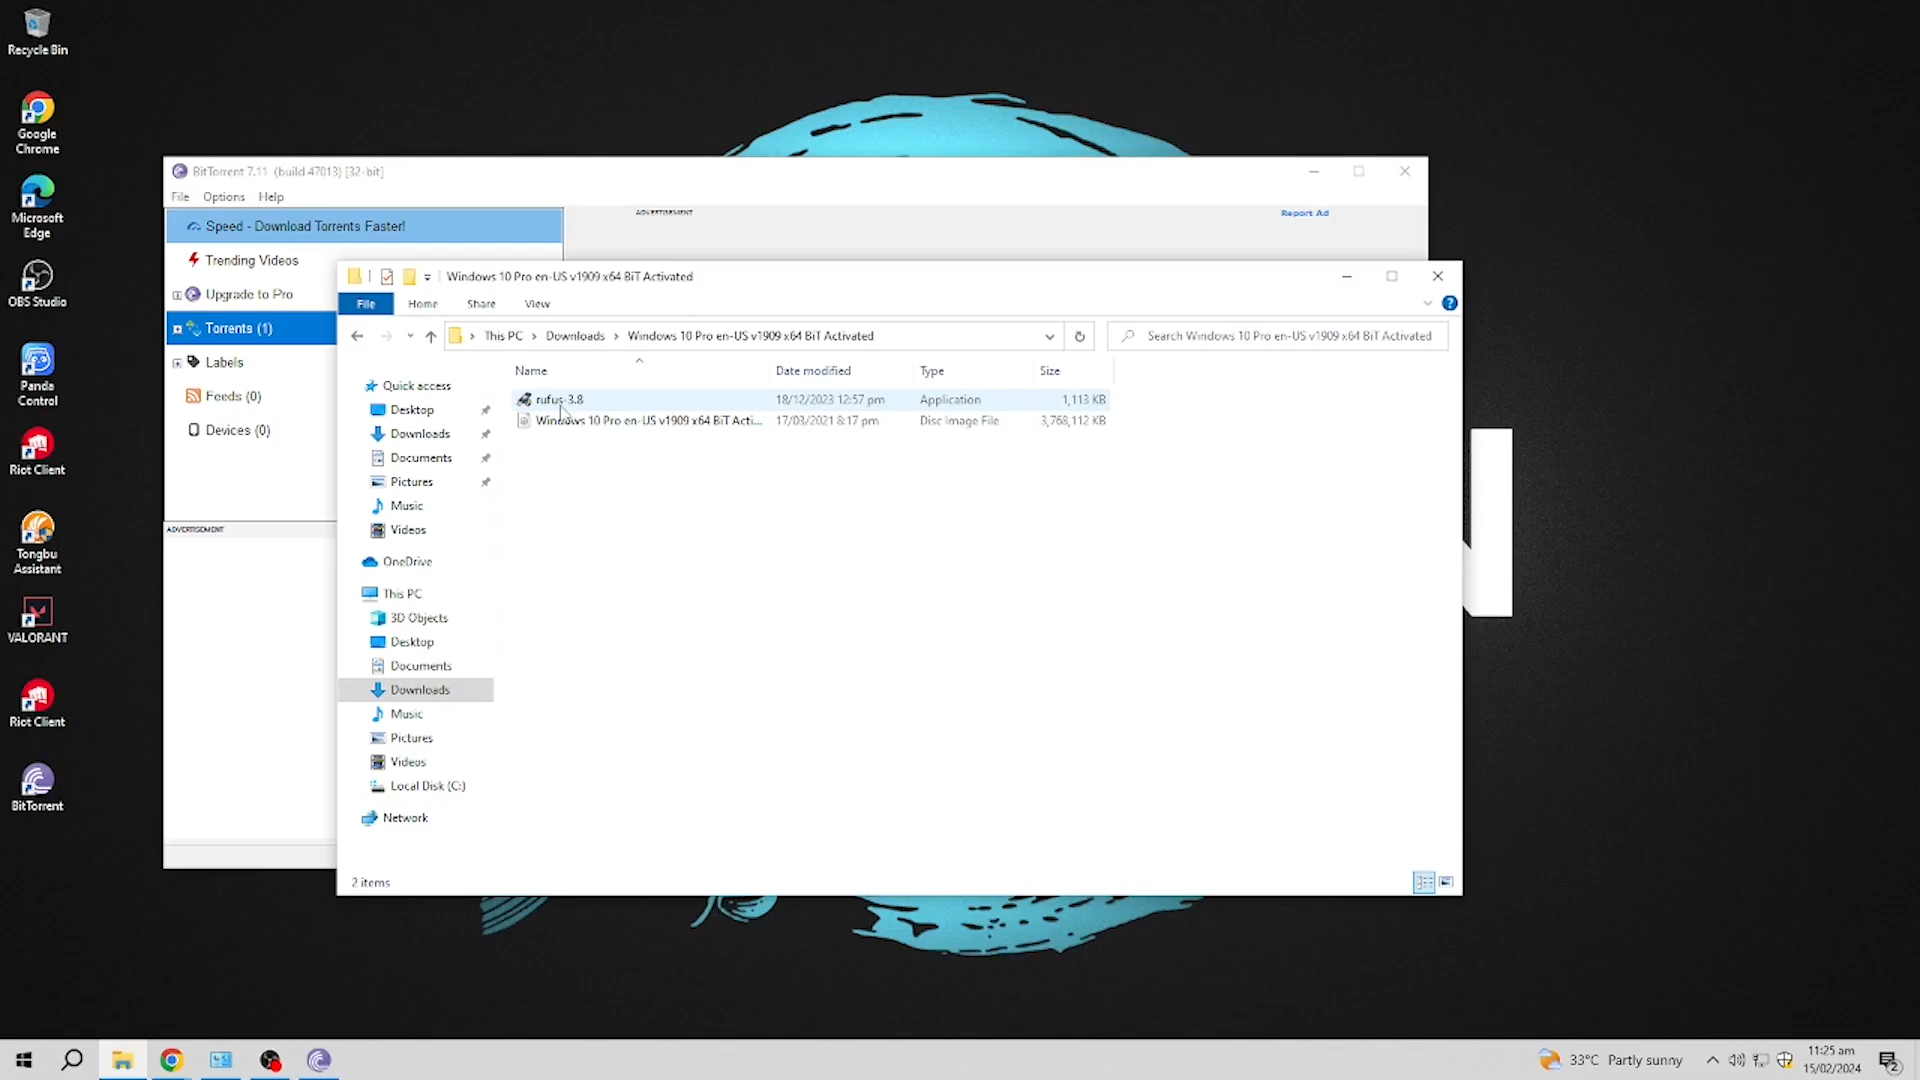 Recycle Bin
Google
Chrome
Microsoft
Edge
OBS Studio
Panda
Control
Riot Client
Tongbu
Assistant
VALORANT
Riot Client
BitTorrent
BitTorrent 7.11 (build 47013) [32-bit]
File Options Help
Speed - Download Torrents Faster!
Trending Videos
Upgrade to Pro
Torrents (1)
Labels
Feeds (0)
Devices (0)
ADVERTISEMENT
ADVERTISEMENT
Report Ad
Windows 10 Pro en-US v1909 x64 BiT Activated
File Home Share View
This PC Downloads Windows 10 Pro en-US v1909 x64 BiT Activated
Search Windows 10 Pro en-US v1909 x64 BiT Activated
Name Date modified Type Size
rufus-3.8 18/12/2023 12:57 pm Application 1,113 KB
Windows 10 Pro en-US v1909 x64 BiT Acti... 17/03/2021 8:17 pm Disc Image File 3,768,112 KB
Quick access
Desktop
Downloads
Documents
Pictures
Music
Videos
OneDrive
This PC
3D Objects
Desktop
Documents
Downloads
Music
Pictures
Videos
Local Disk (C:)
Network
2 items
33°C Partly sunny
11:25 am
15/02/2024
2